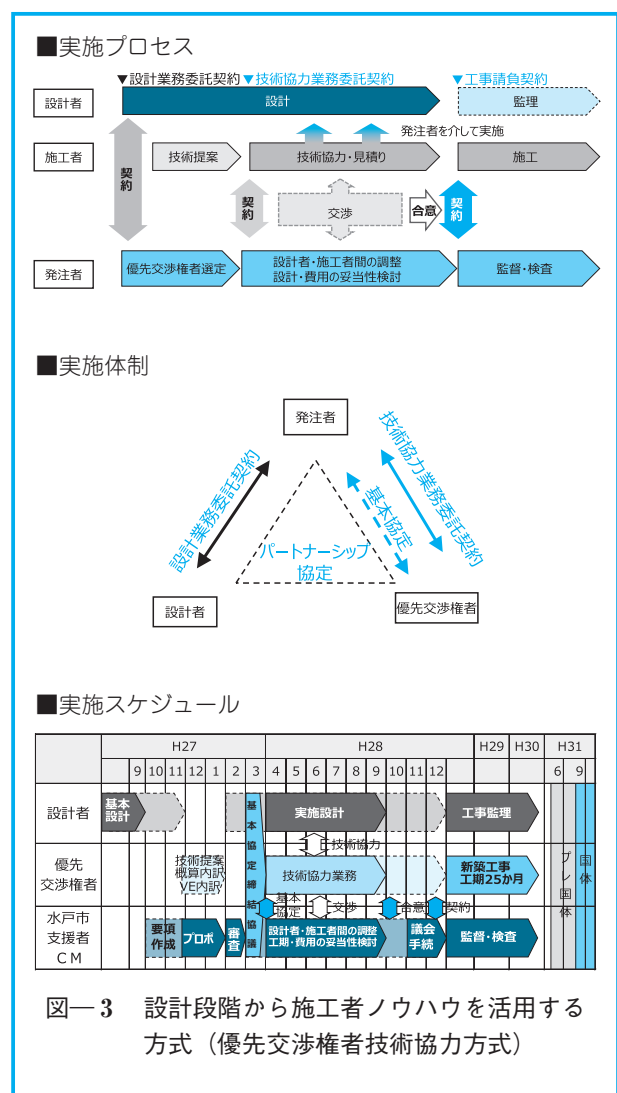 ■実施プロセス
▼設計業務委託契約 ▼技術協力業務委託契約 ▼工事請負契約
設計者
設計
監理
発注者を介して実施
施工者
技術提案
技術協力・見積り
施工
契約
契約
交渉
合意
契約
発注者
優先交渉権者選定
設計者・施工者間の調整
設計・費用の妥当性検討
監督・検査
■実施体制
発注者
設計業務委託契約
技術協力業務委託契約
基本協定
パートナーシップ
協定
設計者
優先交渉権者
■実施スケジュール
H27 H28 H29 H30 H31
9 10 11 12 1 2 3 4 5 6 7 8 9 10 11 12 6 9
設計者
基本
設計
基本協定締結協議
実施設計
工事監理
技術協力
優先
交渉権者
技術提案
概算内訳
VE内訳
技術協力業務
新築工事
工期25か月
プレ国体
国体
基本
協定
交渉
合意
契約
水戸市
支援者
CM
要項
作成
プロポ
審査
設計者・施工者間の調整
工期・費用の妥当性検討
議会
手続
監督・検査
図―3 設計段階から施工者ノウハウを活用する
方式（優先交渉権者技術協力方式）